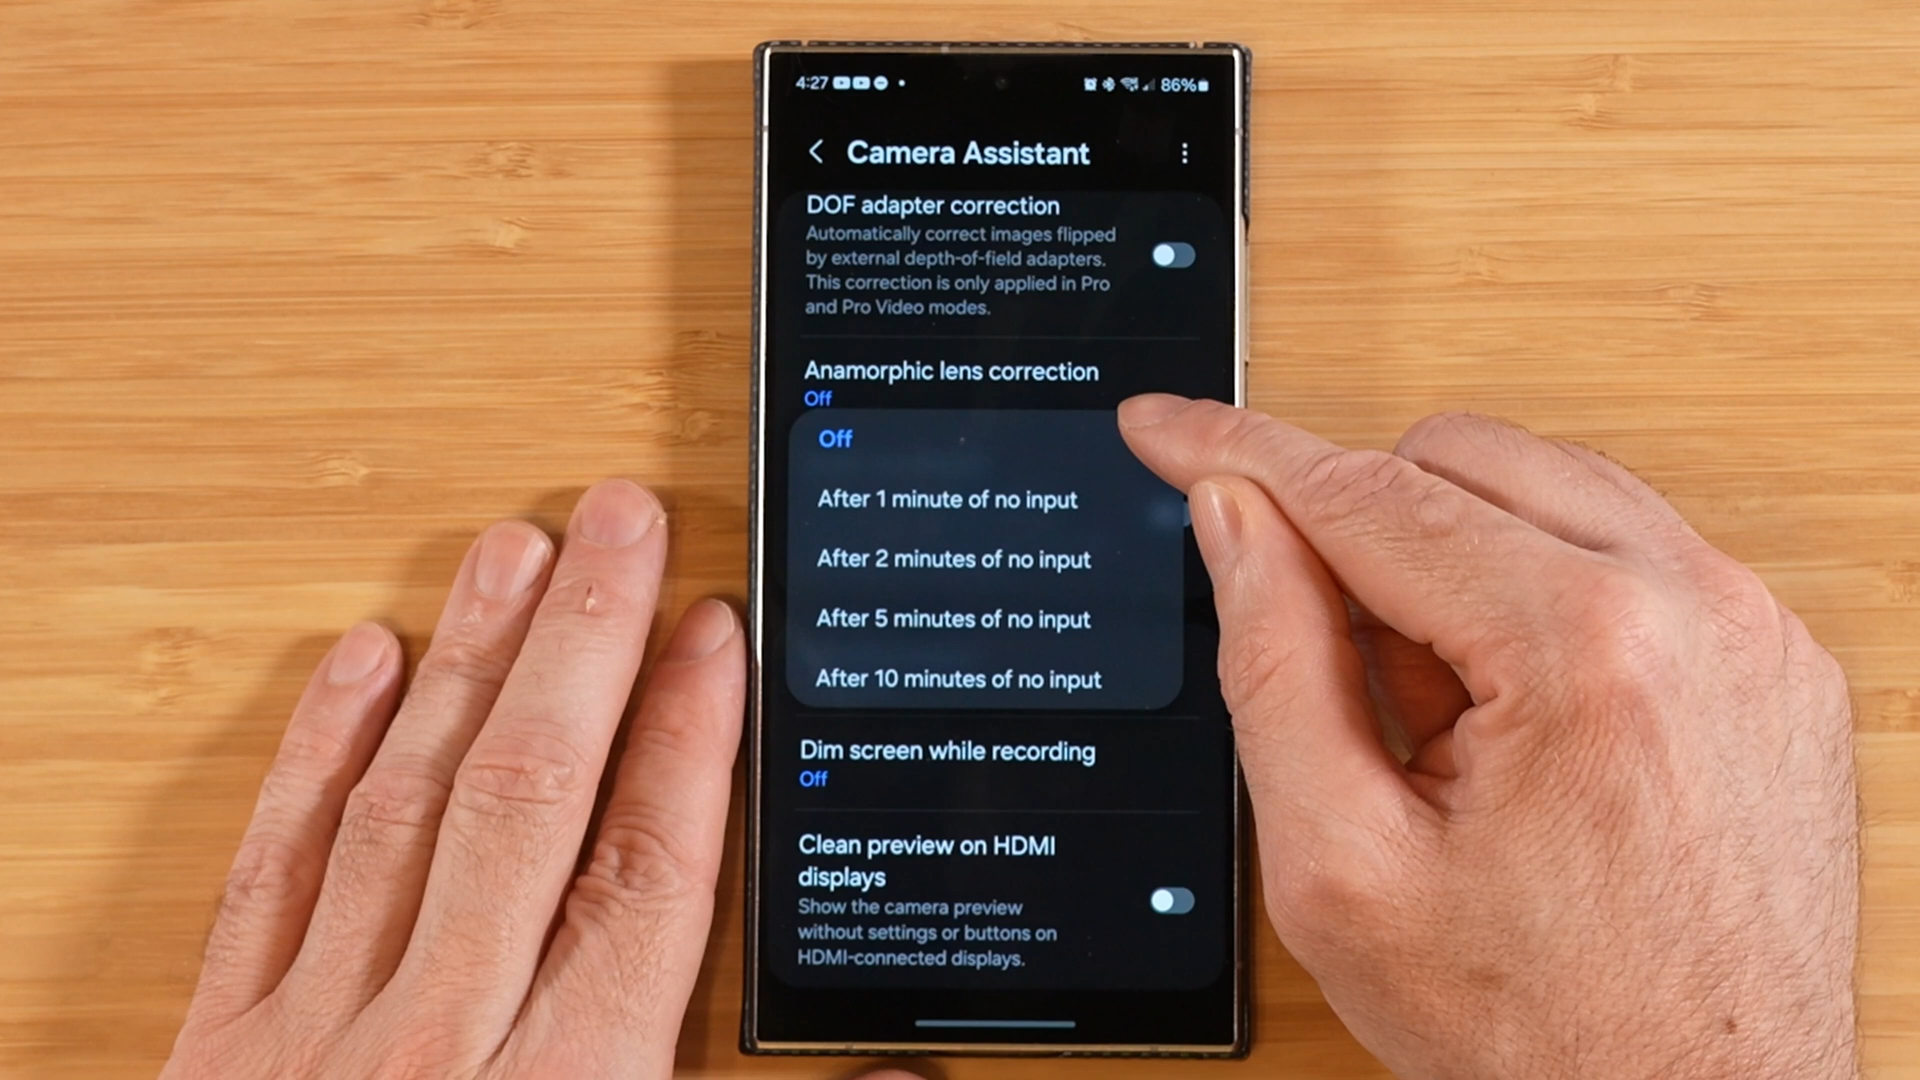 4:27 86%
Camera Assistant
DOF adapter correction
Automatically correct images flipped
by external depth-of-field adapters.
This correction is only applied in Pro
and Pro Video modes.
Anamorphic lens correction
Off
Off
After 1 minute of no input
After 2 minutes of no input
After 5 minutes of no input
After 10 minutes of no input
Dim screen while recording
Off
Clean preview on HDMI
displays
Show the camera preview
without settings or buttons on
HDMI-connected displays.